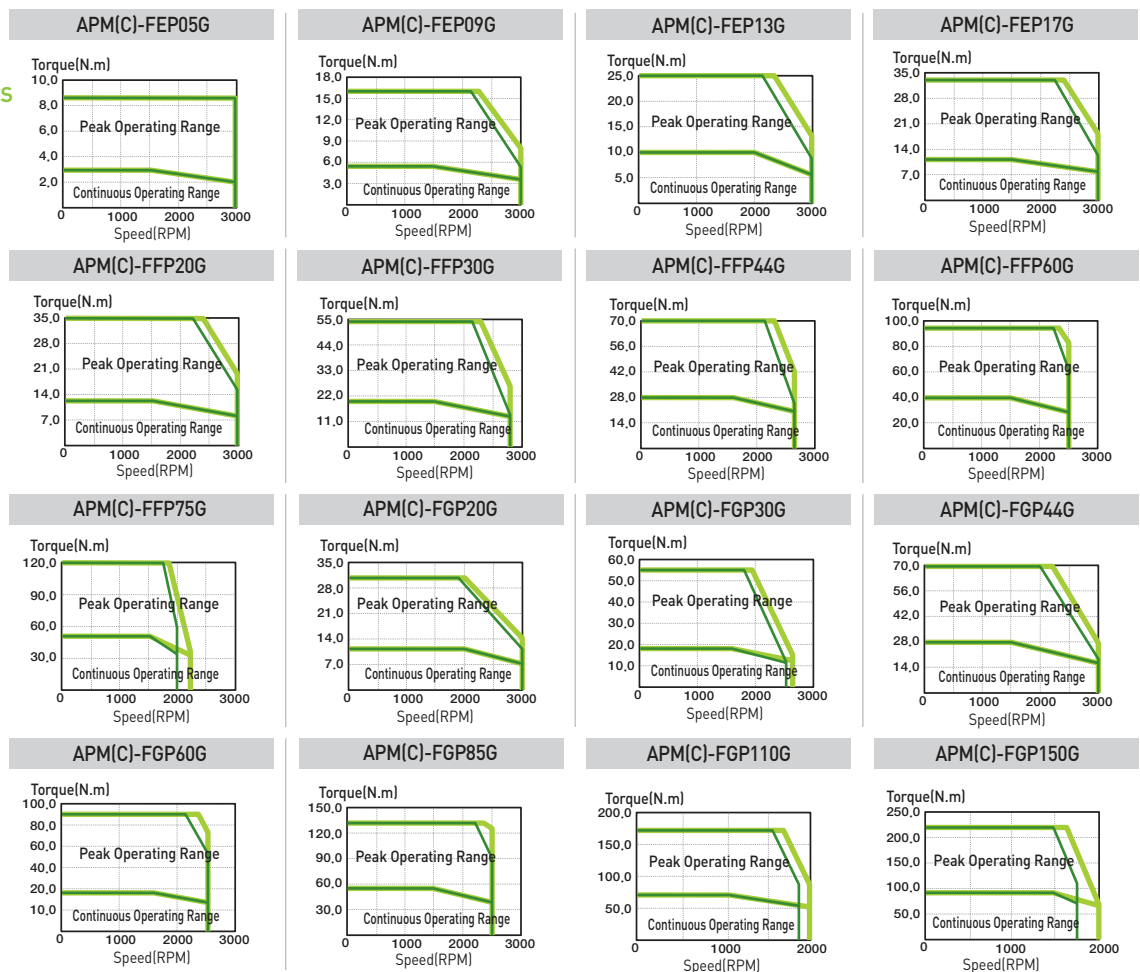 s
APM(C)-FEP05G
Torque(N.m)
10,0
8,0
6,0
4,0
2,0
Peak Operating Range
Continuous Operating Range
0 1000 2000 3000
Speed(RPM)
APM(C)-FEP09G
Torque(N.m)
18,0
15,0
12,0
9,0
6,0
3,0
Peak Operating Range
Continuous Operating Range
0 1000 2000 3000
Speed(RPM)
APM(C)-FEP13G
Torque(N.m)
25,0
20,0
15,0
10,0
5,0
Peak Operating Range
Continuous Operating Range
0 1000 2000 3000
Speed(RPM)
APM(C)-FEP17G
Torque(N.m)
35,0
28,0
21,0
14,0
7,0
Peak Operating Range
Continuous Operating Range
0 1000 2000 3000
Speed(RPM)
APM(C)-FFP20G
Torque(N.m)
35,0
28,0
21,0
14,0
7,0
Peak Operating Range
Continuous Operating Range
0 1000 2000 3000
Speed(RPM)
APM(C)-FFP30G
Torque(N.m)
55,0
44,0
33,0
22,0
11,0
Peak Operating Range
Continuous Operating Range
0 1000 2000 3000
Speed(RPM)
APM(C)-FFP44G
Torque(N.m)
70,0
56,0
42,0
28,0
14,0
Peak Operating Range
Continuous Operating Range
0 1000 2000 3000
Speed(RPM)
APM(C)-FFP60G
Torque(N.m)
100,0
80,0
60,0
40,0
20,0
Peak Operating Range
Continuous Operating Range
0 1000 2000 3000
Speed(RPM)
APM(C)-FFP75G
Torque(N.m)
120,0
90,0
60,0
30,0
Peak Operating Range
Continuous Operating Range
0 1000 2000 3000
Speed(RPM)
APM(C)-FGP20G
Torque(N.m)
35,0
28,0
21,0
14,0
7,0
Peak Operating Range
Continuous Operating Range
0 1000 2000 3000
Speed(RPM)
APM(C)-FGP30G
Torque(N.m)
60,0
50,0
40,0
30,0
20,0
10,0
Peak Operating Range
Continuous Operating Range
0 1000 2000 3000
Speed(RPM)
APM(C)-FGP44G
Torque(N.m)
70,0
56,0
42,0
28,0
14,0
Peak Operating Range
Continuous Operating Range
0 1000 2000 3000
Speed(RPM)
APM(C)-FGP60G
Torque(N.m)
100,0
80,0
60,0
40,0
20,0
10,0
Peak Operating Range
Continuous Operating Range
0 1000 2000 3000
Speed(RPM)
APM(C)-FGP85G
Torque(N.m)
150,0
120,0
90,0
60,0
30,0
Peak Operating Range
Continuous Operating Range
0 1000 2000 3000
Speed(RPM)
APM(C)-FGP110G
Torque(N.m)
200,0
150,0
100,0
50,0
Peak Operating Range
Continuous Operating Range
0 1000 2000
Speed(RPM)
APM(C)-FGP150G
Torque(N.m)
250,0
200,0
150,0
100,0
50,0
Peak Operating Range
Continuous Operating Range
0 1000 2000
Speed(RPM)